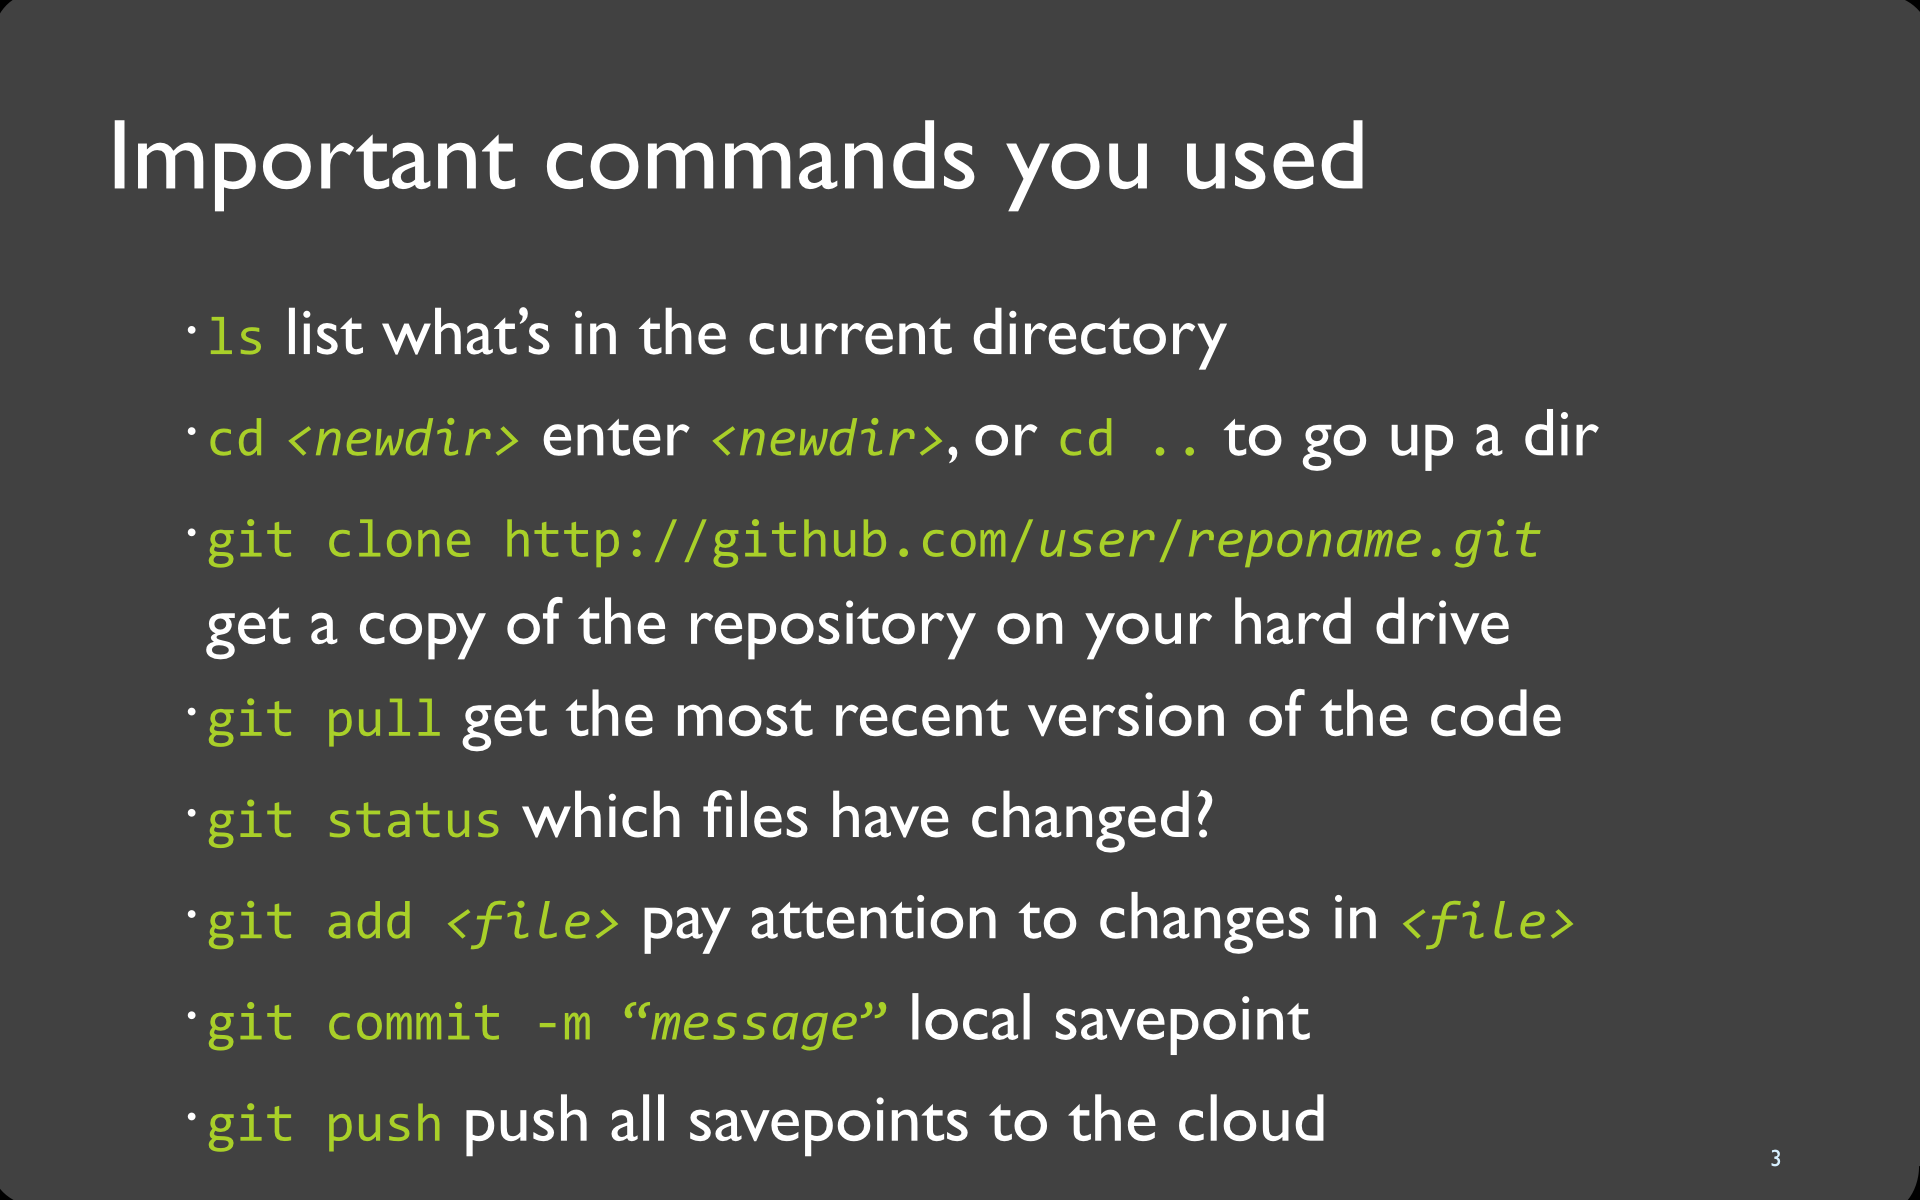 Important commands you used
· ls list what’s in the current directory
· cd <newdir> enter <newdir>, or cd .. to go up a dir
· git clone http://github.com/user/reponame.git
get a copy of the repository on your hard drive
· git pull get the most recent version of the code
· git status which files have changed?
· git add <file> pay attention to changes in <file>
· git commit -m “message” local savepoint
· git push push all savepoints to the cloud
3